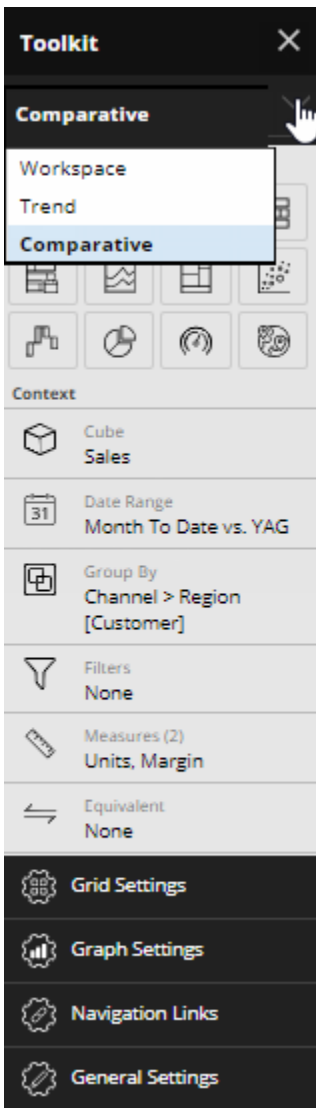 Toolkit
Comparative
Workspace
Trend
Comparative
Context
Cube
Sales
31
Date Range
Month To Date vs. YAG
Group By
Channel > Region
[Customer]
Filters
None
Measures (2)
Units, Margin
Equivalent
None
Grid Settings
Graph Settings
Navigation Links
General Settings